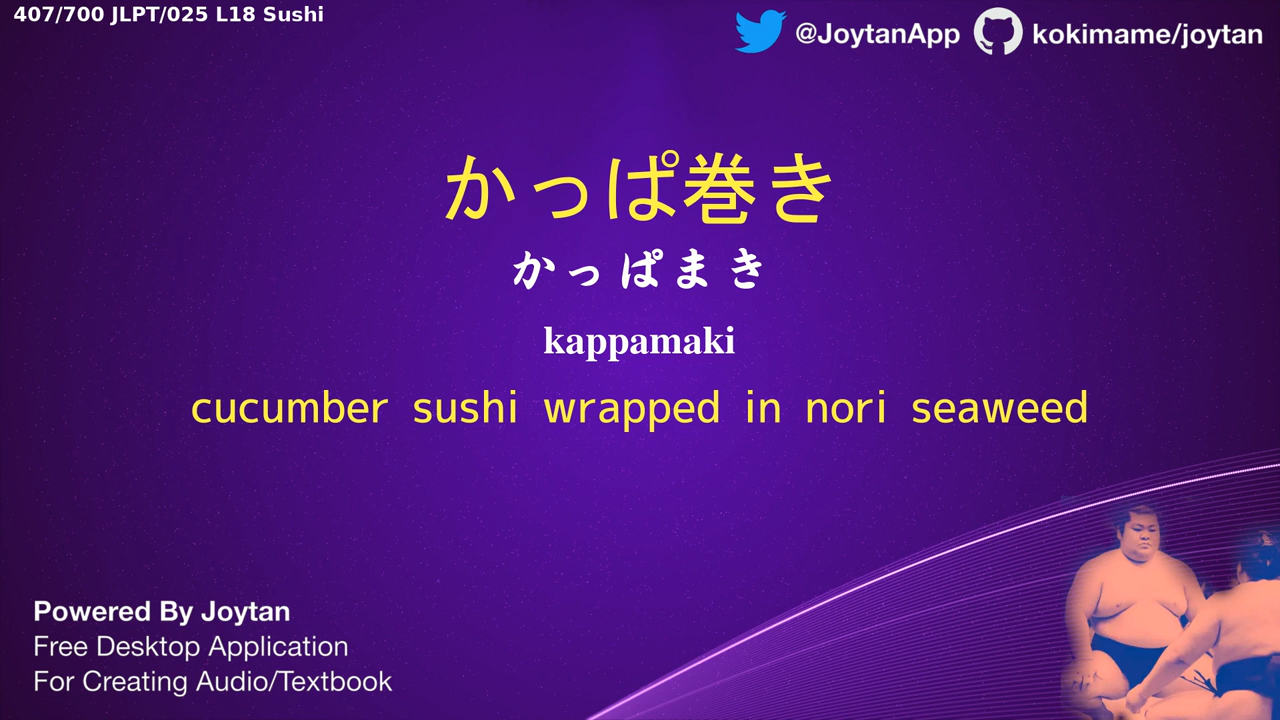 407/700 JLPT/025 L18 Sushi
@JoytanApp kokimame/joytan
かっぱ巻き
かっぱまき
kappamaki
cucumber sushi wrapped in nori seaweed
Powered By Joytan
Free Desktop Application
For Creating Audio/Textbook